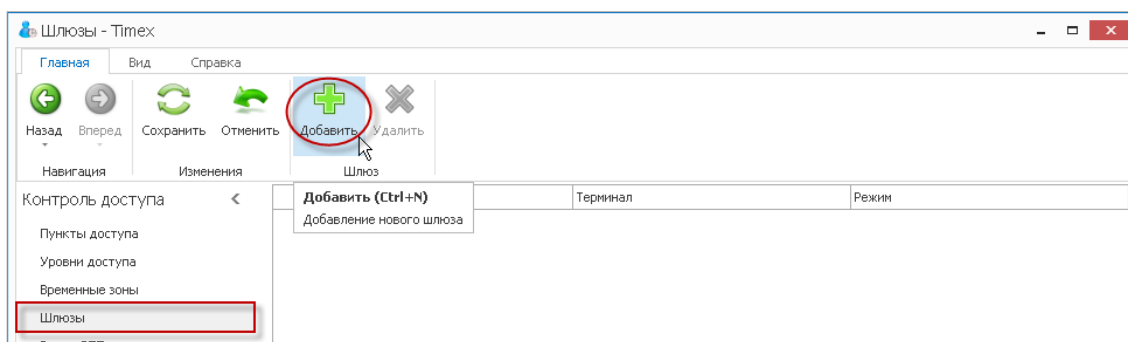 Шлюзы - Timex
Главная Вид Справка
Назад Вперед Сохранить Отменить Добавить Удалить
Навигация Изменения Шлюз
Контроль доступа
Терминал Режим
Добавить (Ctrl+N)
Добавление нового шлюза
Пункты доступа
Уровни доступа
Временные зоны
Шлюзы